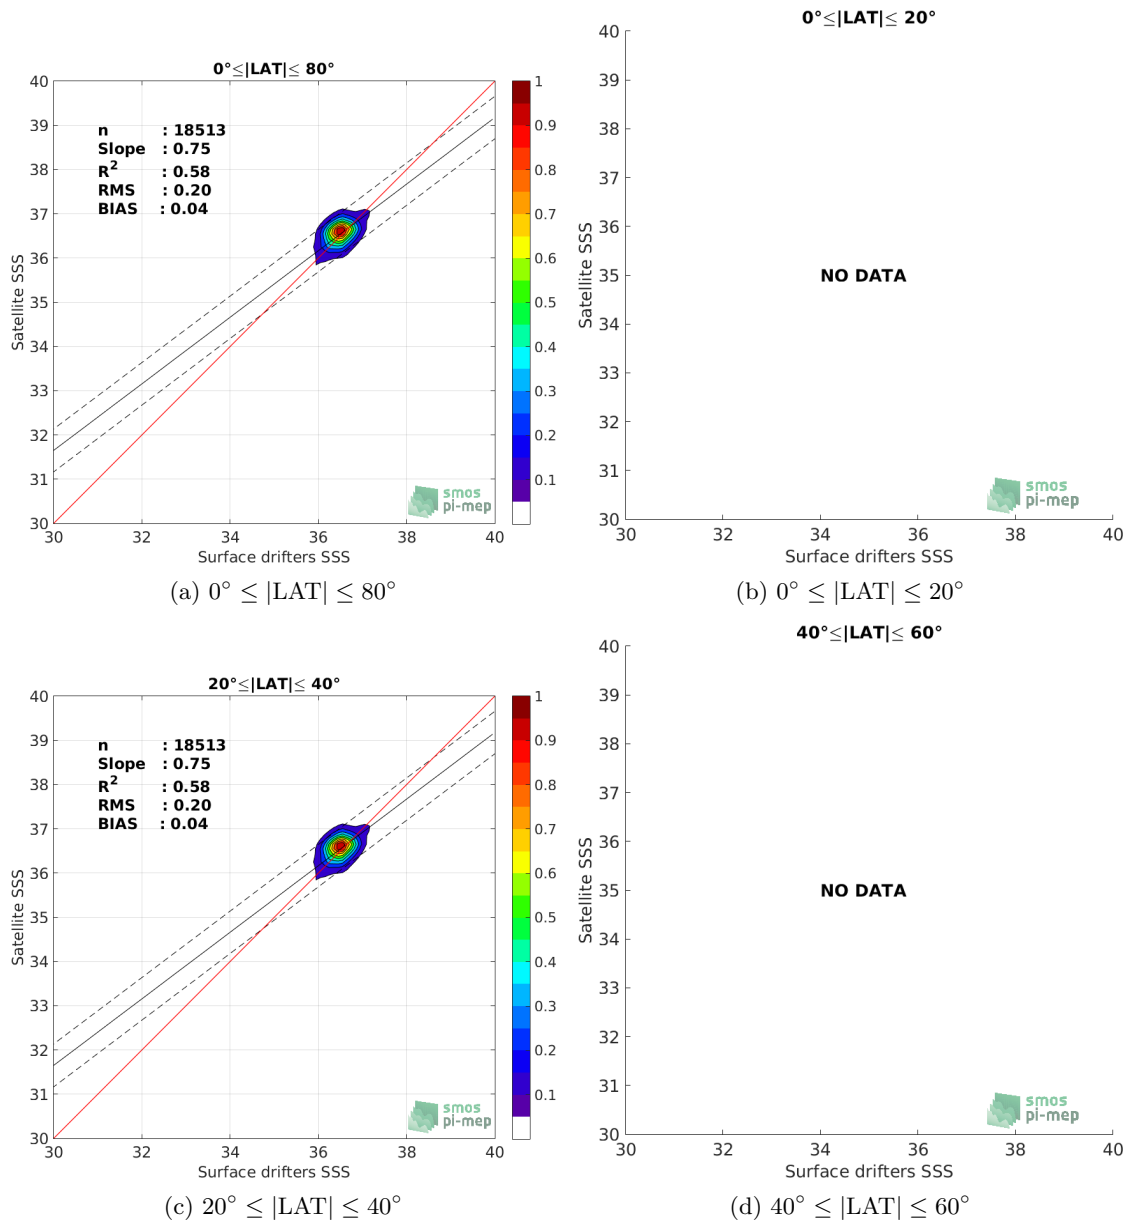 0°≤|LAT|≤ 80°
n : 18513
Slope : 0.75
R2 : 0.58
RMS : 0.20
BIAS : 0.04
40
39
38
37
36
35
34
33
32
31
30
30 32 34 36 38 40
Satellite SSS
Surface drifters SSS
1
0.9
0.8
0.7
0.6
0.5
0.4
0.3
0.2
0.1
smos
pi-mep
(a) 0° ≤ |LAT| ≤ 80°
0°≤|LAT|≤ 20°
40
39
38
37
36
35
34
33
32
31
30
30 32 34 36 38 40
Satellite SSS
NO DATA
Surface drifters SSS
smos
pi-mep
(b) 0° ≤ |LAT| ≤ 20°
20°≤|LAT|≤ 40°
n : 18513
Slope : 0.75
R2 : 0.58
RMS : 0.20
BIAS : 0.04
40
39
38
37
36
35
34
33
32
31
30
30 32 34 36 38 40
Satellite SSS
Surface drifters SSS
1
0.9
0.8
0.7
0.6
0.5
0.4
0.3
0.2
0.1
smos
pi-mep
(c) 20° ≤ |LAT| ≤ 40°
40°≤|LAT|≤ 60°
40
39
38
37
36
35
34
33
32
31
30
30 32 34 36 38 40
Satellite SSS
NO DATA
Surface drifters SSS
smos
pi-mep
(d) 40° ≤ |LAT| ≤ 60°